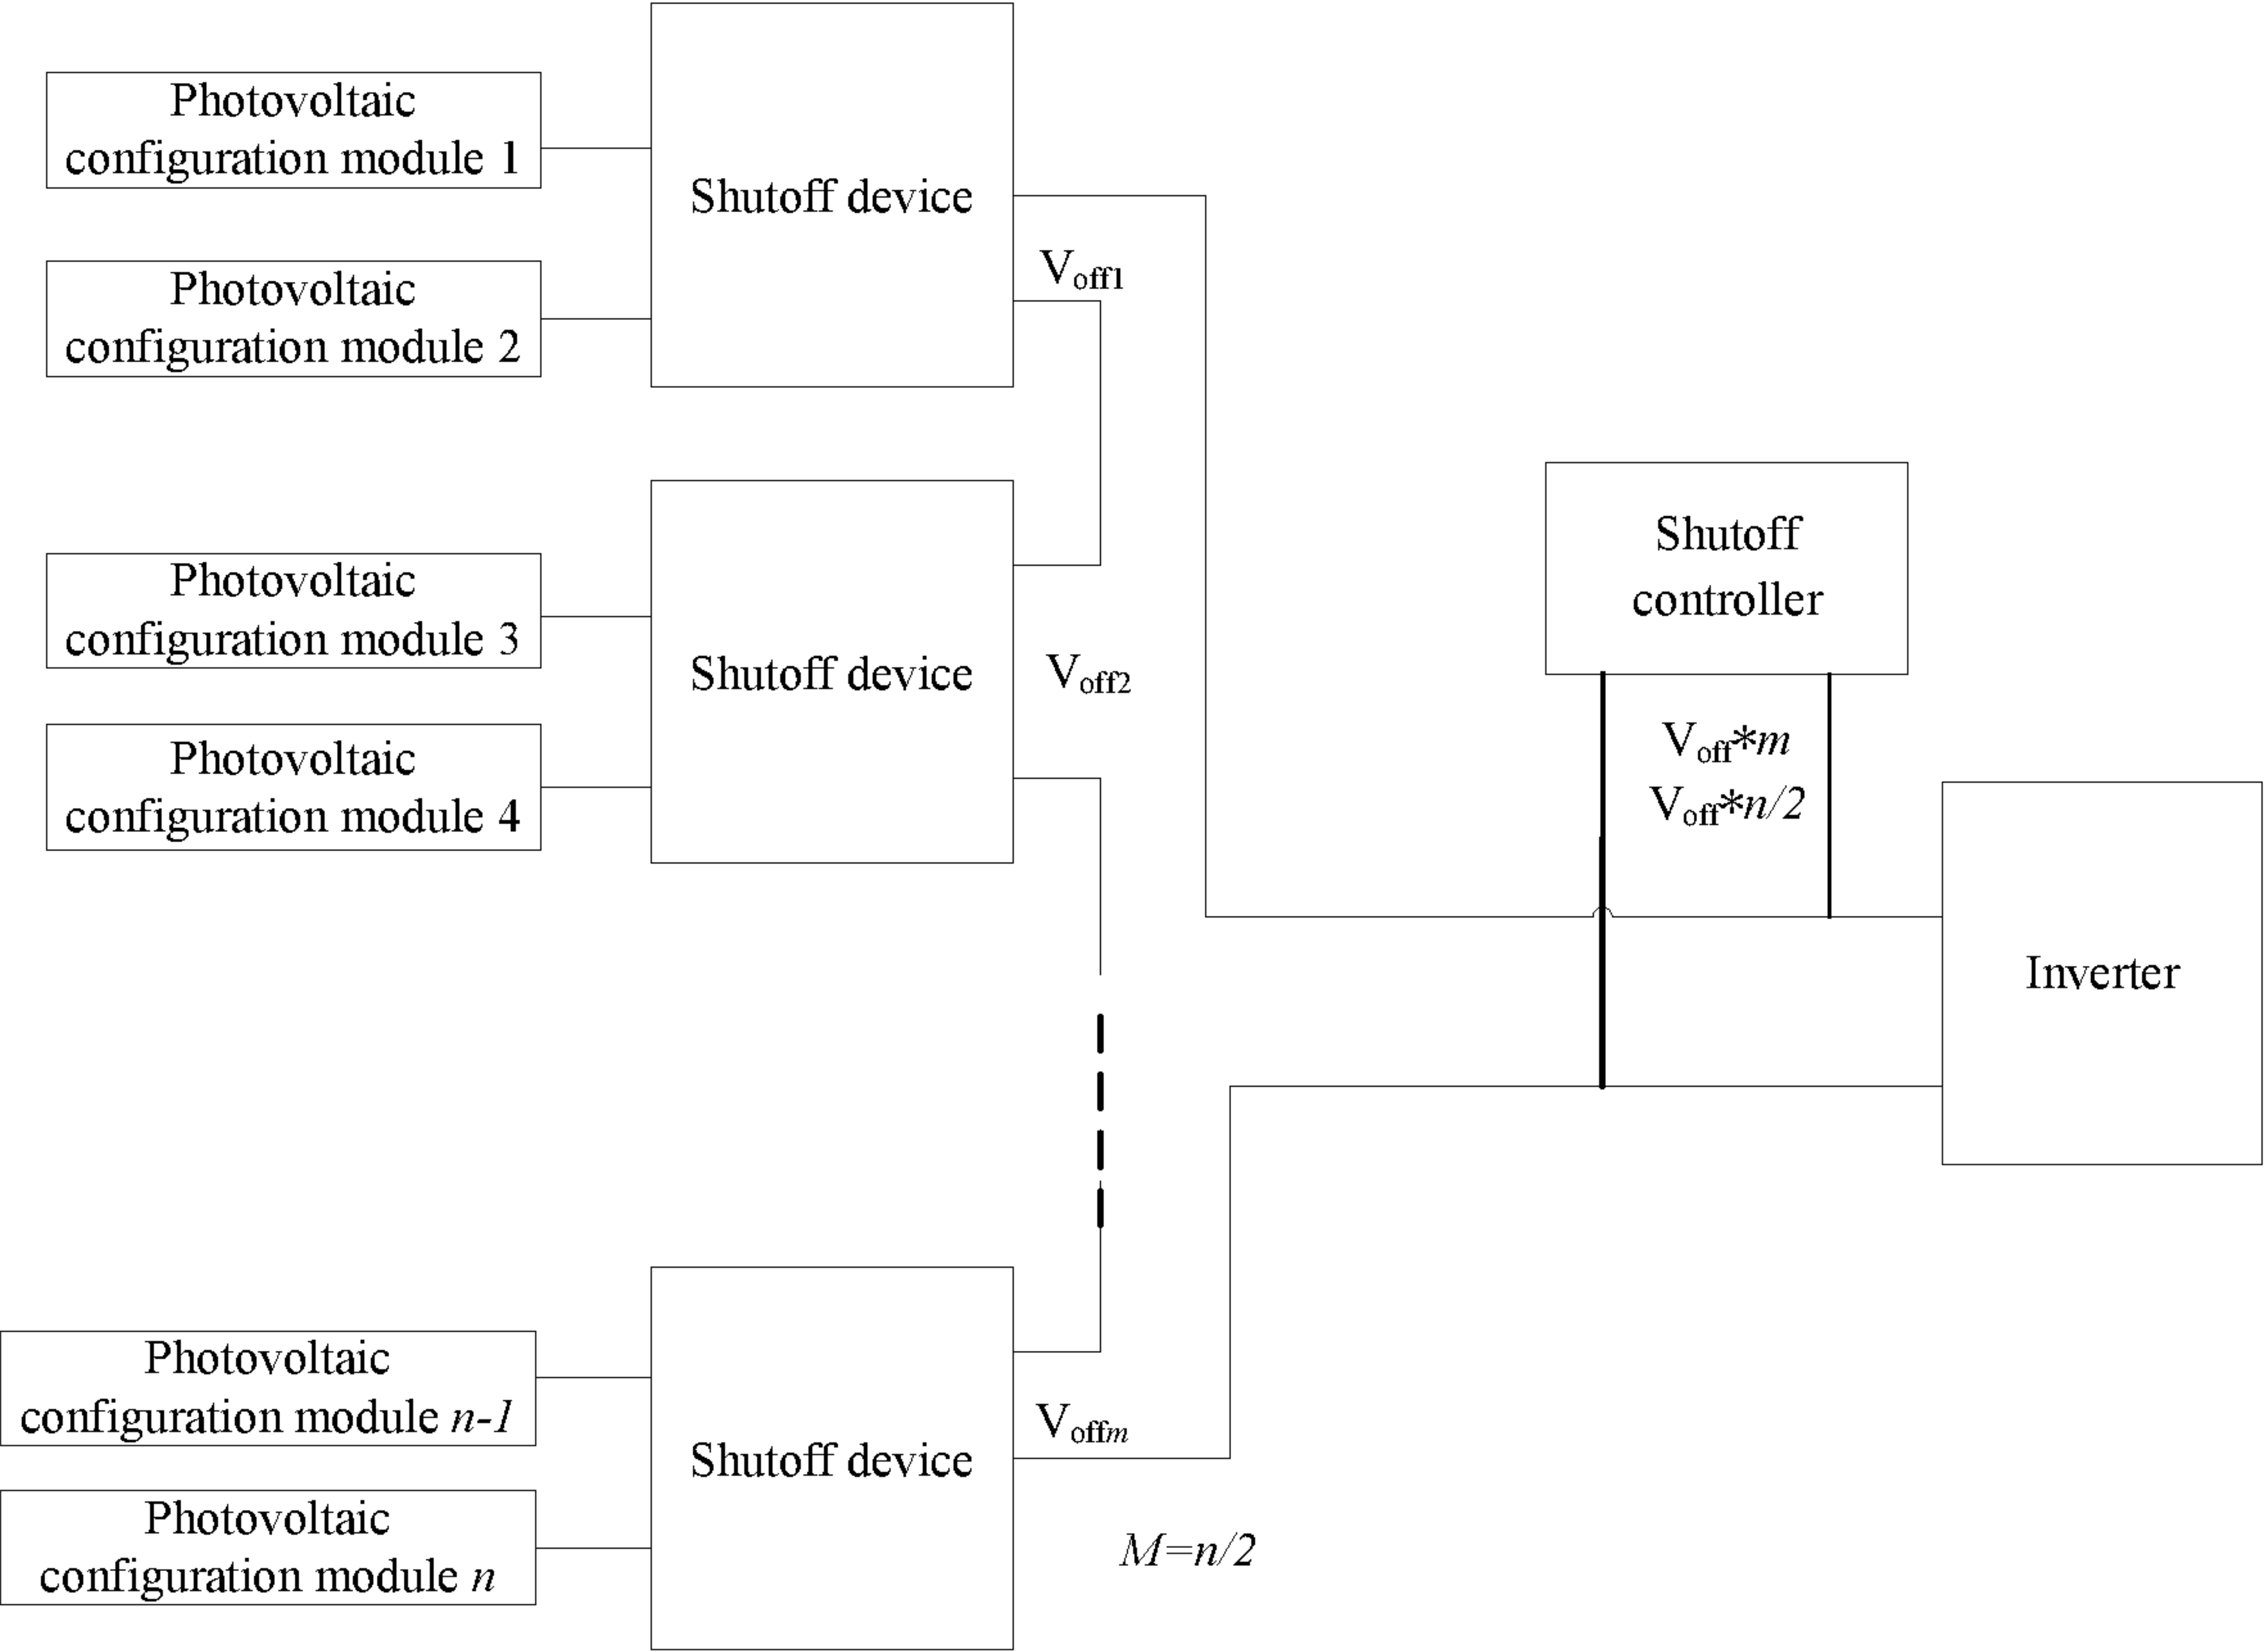 Photovoltaic
configuration module 1
Photovoltaic
configuration module 2
Shutoff device
Voff1
Photovoltaic
configuration module 3
Photovoltaic
configuration module 4
Shutoff device
Voff2
Shutoff
controller
Voff*m
Voff*n/2
Inverter
Photovoltaic
configuration module n-1
Photovoltaic
configuration module n
Shutoff device
Voffm
M=n/2